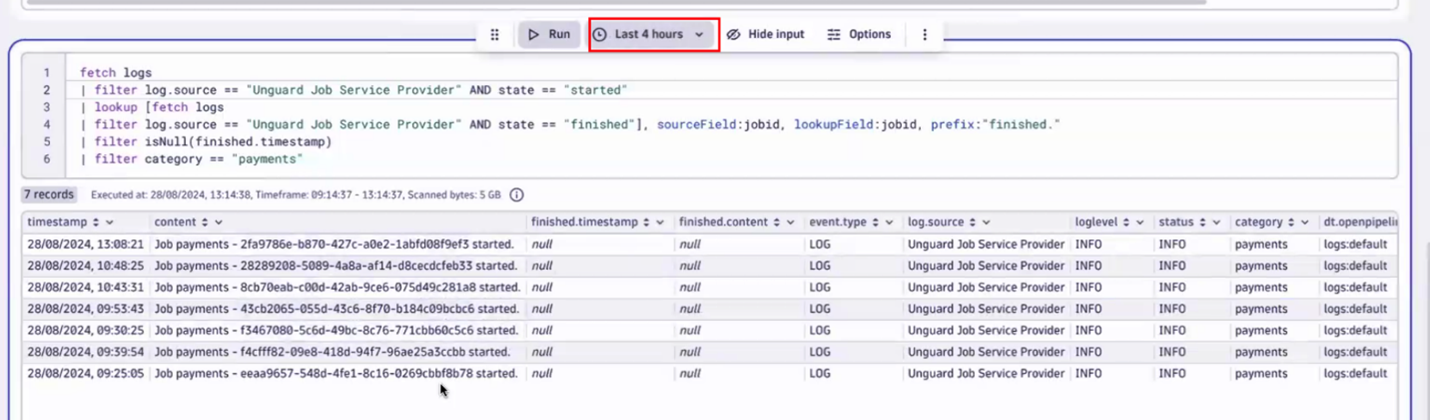 Run Last 4 hours Hide input Options
1 fetch logs
2 | filter log.source == "Unguard Job Service Provider" AND state == "started"
3 | lookup [fetch logs
4 | filter log.source == "Unguard Job Service Provider" AND state == "finished"], sourceField:jobid, lookupField:jobid, prefix:"finished."
5 | filter isNull(finished.timestamp)
6 | filter category == "payments"
7 records Executed at: 28/08/2024, 13:14:38, Timeframe: 09:14:37 - 13:14:37, Scanned bytes: 5 GB
timestamp content finished.timestamp finished.content event.type log.source loglevel status category dt.openpipeli
28/08/2024, 13:08:21 Job payments - 2fa9786e-b870-427c-a0e2-1abfd08f9ef3 started. null null LOG Unguard Job Service Provider INFO INFO payments logs:default
28/08/2024, 10:48:25 Job payments - 28289208-5089-4a8a-af14-d8cecdcfeb33 started. null null LOG Unguard Job Service Provider INFO INFO payments logs:default
28/08/2024, 10:43:31 Job payments - 8cb70eab-c00d-42ab-9ce6-075d49c281a8 started. null null LOG Unguard Job Service Provider INFO INFO payments logs:default
28/08/2024, 09:53:43 Job payments - 43cb2065-055d-43c6-8f70-b184c09bcbc6 started. null null LOG Unguard Job Service Provider INFO INFO payments logs:default
28/08/2024, 09:30:25 Job payments - f3467080-5c6d-49bc-8c76-771cbb60c5c6 started. null null LOG Unguard Job Service Provider INFO INFO payments logs:default
28/08/2024, 09:39:54 Job payments - f4cfff82-09e8-418d-94f7-96ae25a3ccbb started. null null LOG Unguard Job Service Provider INFO INFO payments logs:default
28/08/2024, 09:25:05 Job payments - eeaa9657-548d-4fe1-8c16-0269cbbf8b78 started. null null LOG Unguard Job Service Provider INFO INFO payments logs:default